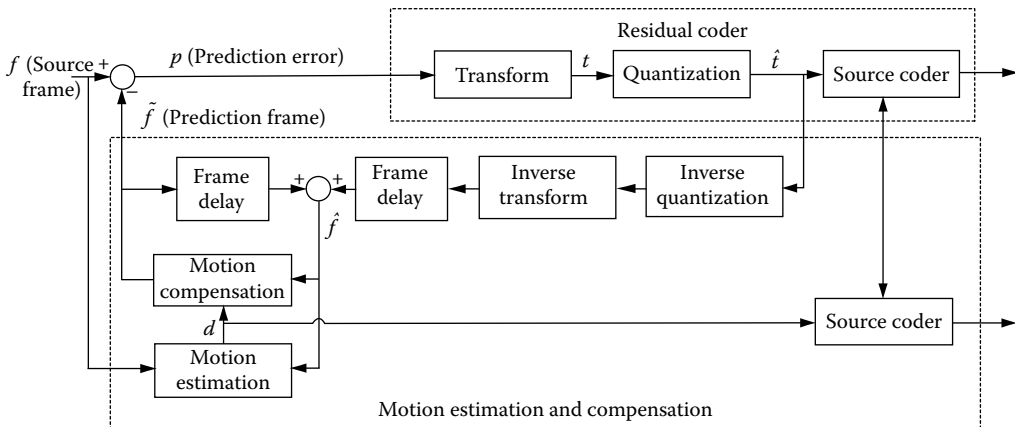 Residual coder
f (Source
frame)
+
−
p (Prediction error)
Transform
t
Quantization
t̂
Source coder
f̃ (Prediction frame)
Frame
delay
+
+
Frame
delay
Inverse
transform
Inverse
quantization
f̂
Motion
compensation
d
Source coder
Motion
estimation
Motion estimation and compensation